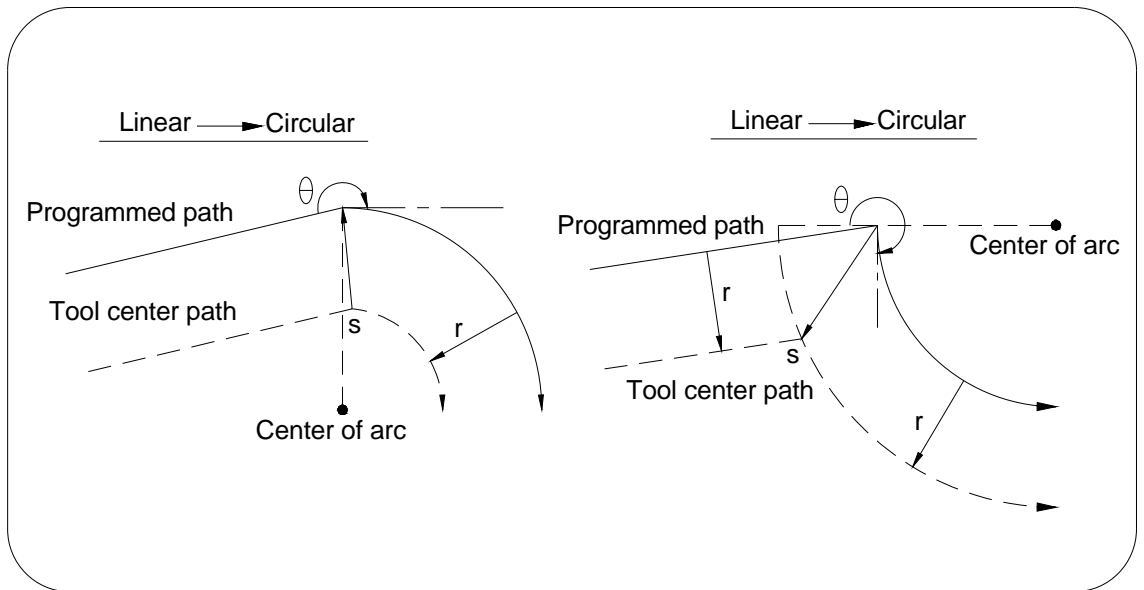 Linear Circular
θ
Programmed path
Tool center path
s
r
Center of arc
Linear Circular
θ
Programmed path
Center of arc
r
s
Tool center path
r